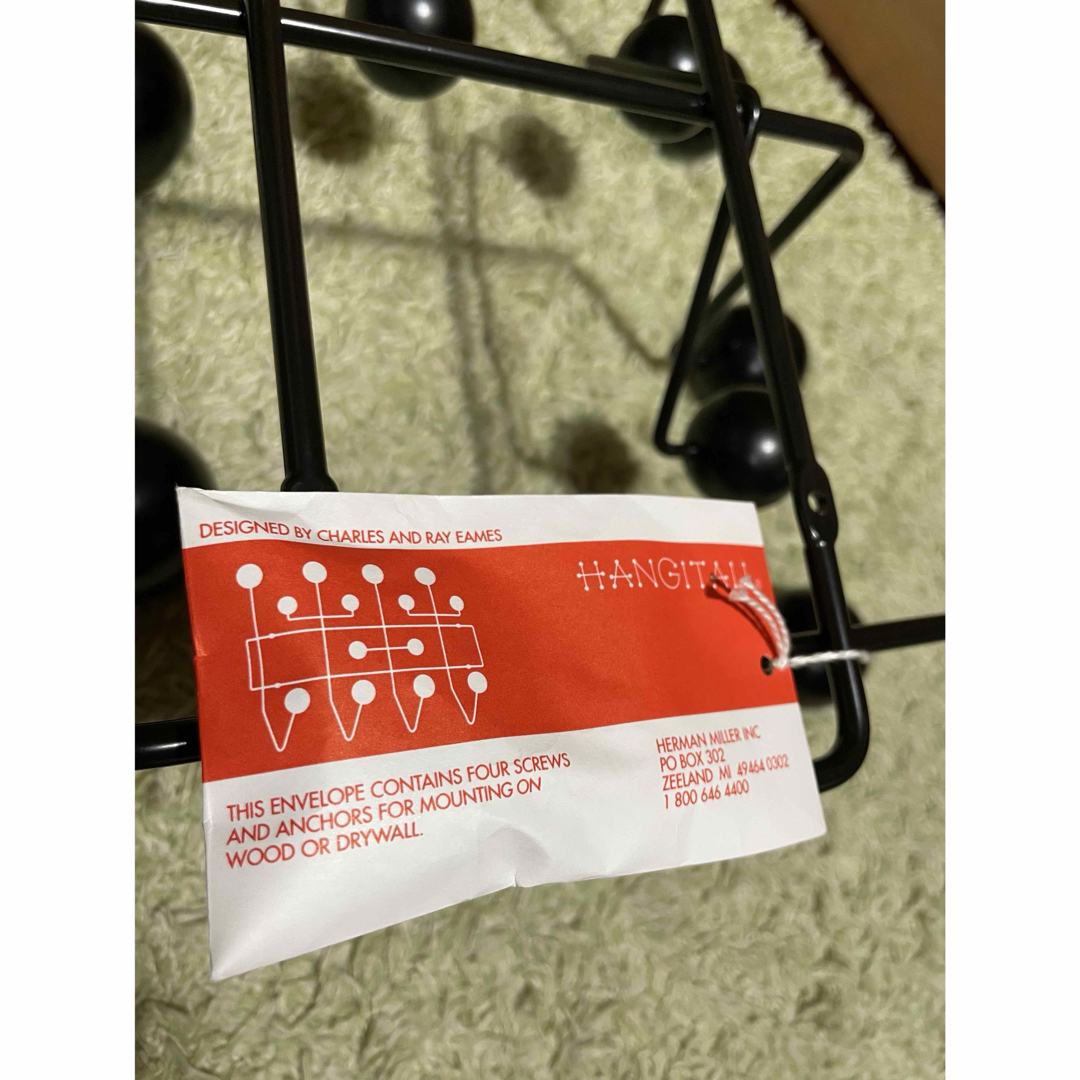 DESIGNED BY CHARLES AND RAY EAMES
HANGITALL®
THIS ENVELOPE CONTAINS FOUR SCREWS
AND ANCHORS FOR MOUNTING ON
WOOD OR DRYWALL.
HERMAN MILLER INC
PO BOX 302
ZEELAND MI 49464 0302
1 800 646 4400